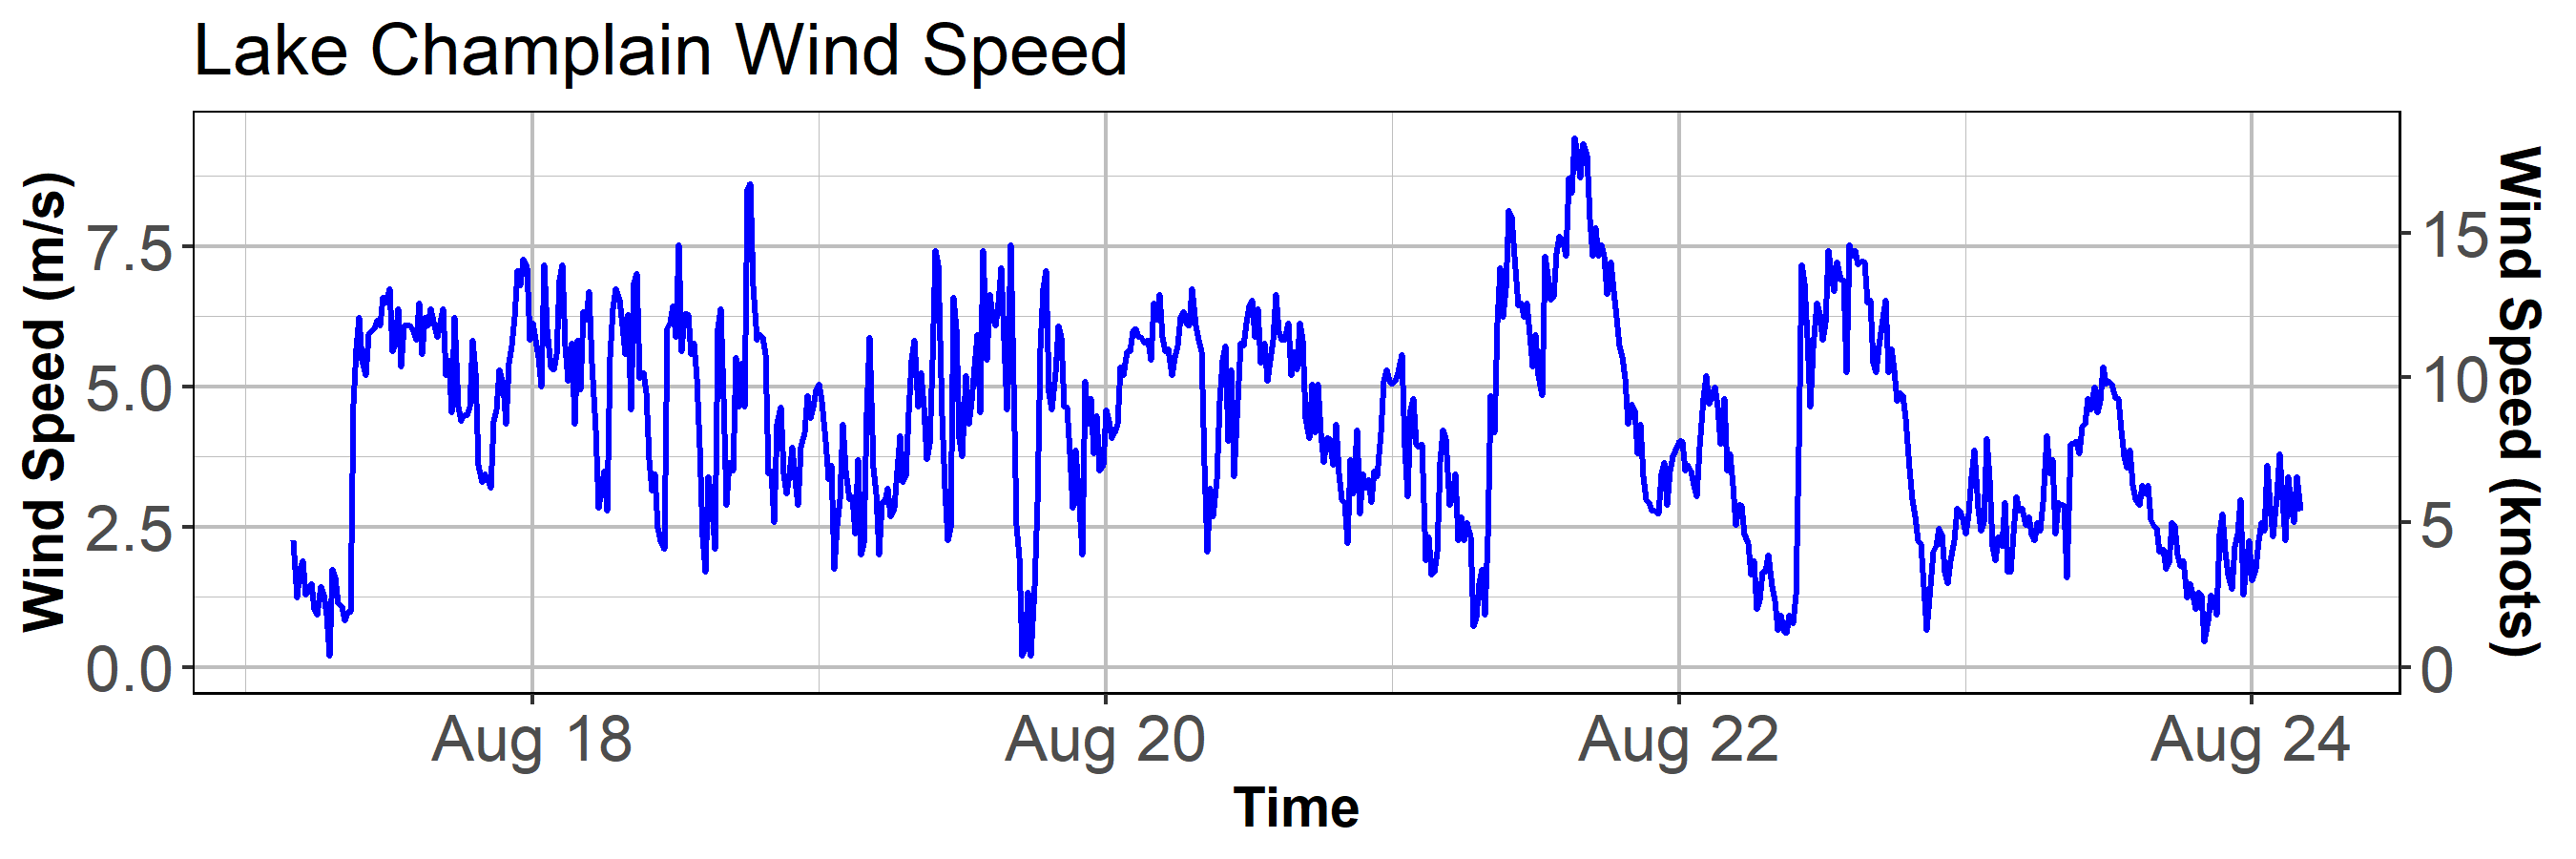 Lake Champlain Wind Speed
Wind Speed (m/s)
7.5
5.0
2.5
0.0
Wind Speed (knots)
15
10
5
0
Aug 18
Aug 20
Aug 22
Aug 24
Time